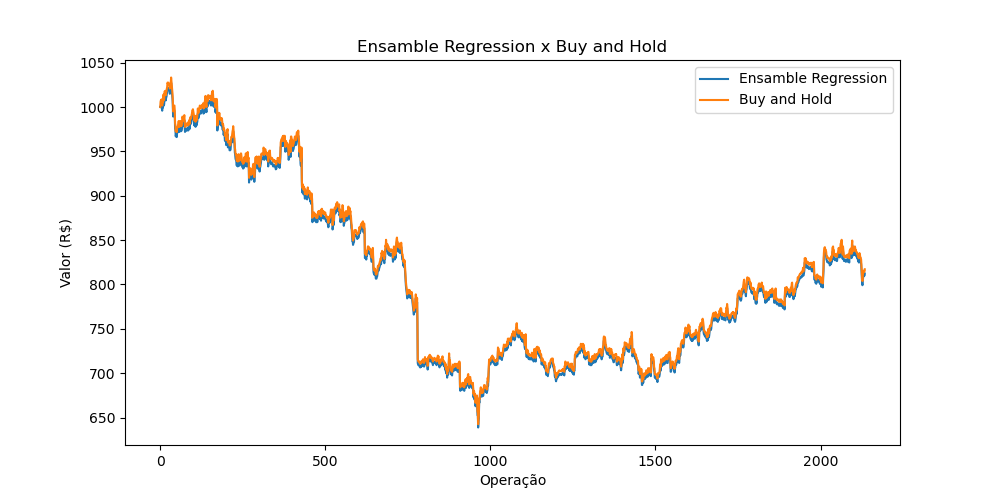 Ensamble Regression x Buy and Hold
Ensamble Regression
Buy and Hold
Valor (R$)
1050
1000
950
900
850
800
750
700
650
0
500
1000
1500
2000
Operação